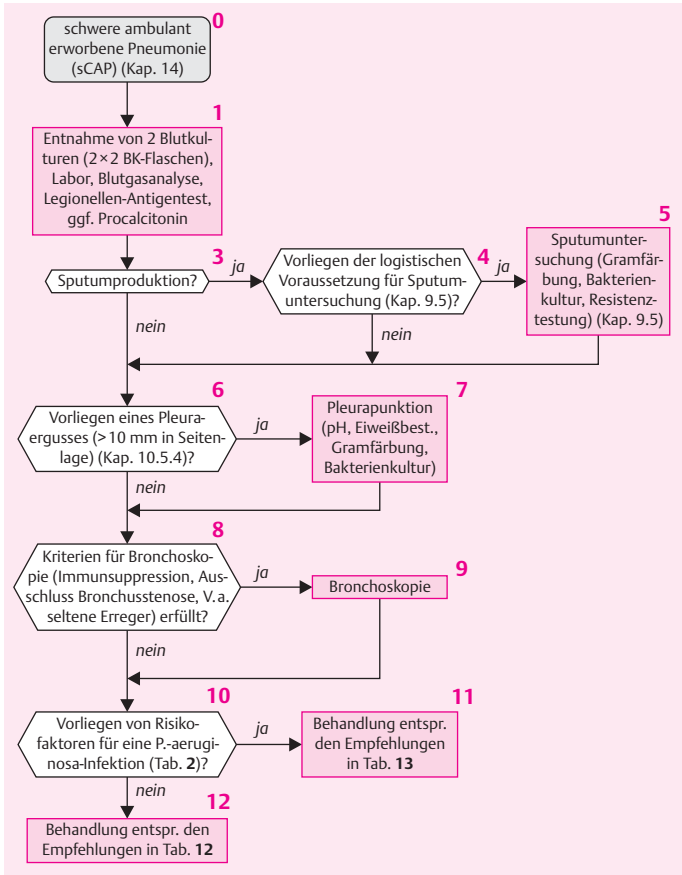 0
schwere ambulant
erworbene Pneumonie
(sCAP) (Kap. 14)
1
Entnahme von 2 Blutkul-
turen (2×2 BK-Flaschen),
Labor, Blutgasanalyse,
Legionellen-Antigentest,
ggf. Procalcitonin
3
Sputumproduktion?
ja
4
Vorliegen der logistischen
Voraussetzung für Sputum-
untersuchung (Kap. 9.5)?
ja
5
Sputumunter-
suchung (Gramfär-
bung, Bakterien-
kultur, Resistenz-
testung) (Kap. 9.5)
nein
nein
6
Vorliegen eines Pleura-
ergusses (>10 mm in Seiten-
lage) (Kap. 10.5.4)?
ja
7
Pleurapunktion
(pH, Eiweißbest.,
Gramfärbung,
Bakterienkultur)
nein
8
Kriterien für Bronchosko-
pie (Immunsuppression, Aus-
schluss Bronchusstenose, V. a.
seltene Erreger) erfüllt?
ja
9
Bronchoskopie
nein
10
Vorliegen von Risiko-
faktoren für eine P.-aerugi-
nosa-Infektion (Tab. 2)?
ja
11
Behandlung entspr.
den Empfehlungen
in Tab. 13
nein
12
Behandlung entspr. den
Empfehlungen in Tab. 12